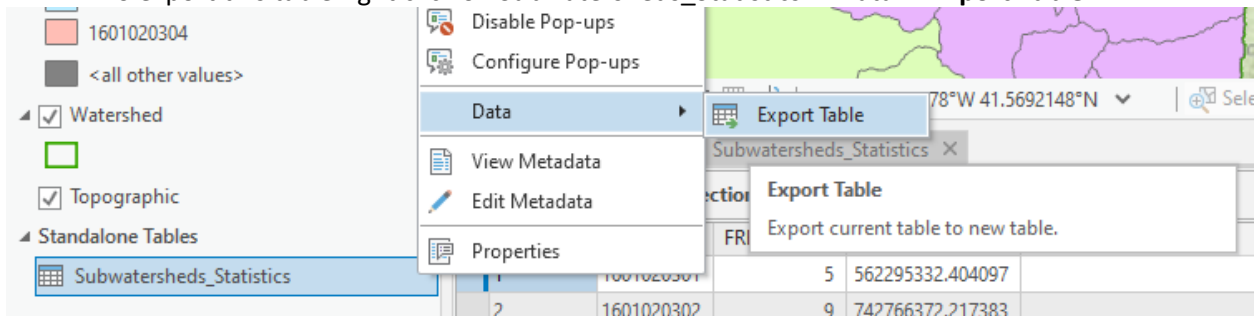 1601020304
<all other values>
Watershed
Topographic
Standalone Tables
Subwatersheds_Statistics
Disable Pop-ups
Configure Pop-ups
Data
View Metadata
Edit Metadata
Properties
Export Table
78°W 41.5692148°N
Subwatersheds_Statistics
Export Table
Export current table to new table.
5 562295332.404097
2 1601020302 9 742766372.217383